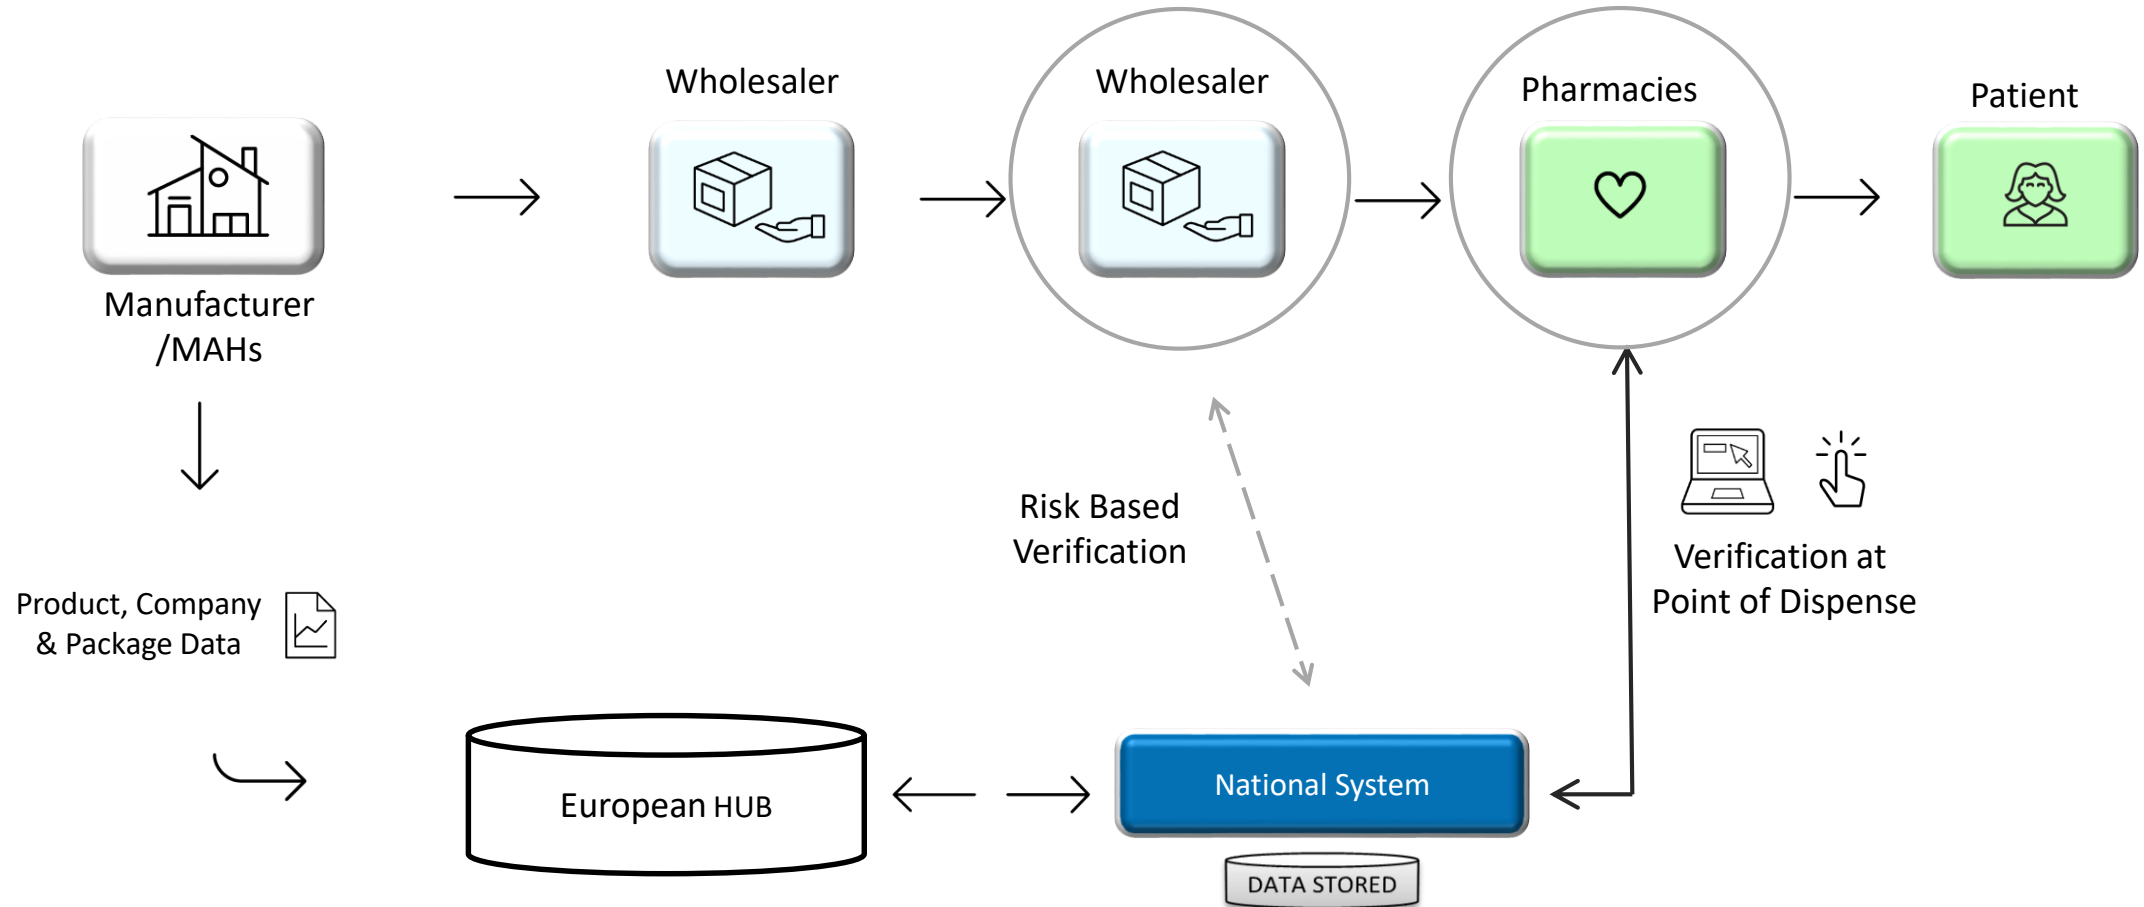 Wholesaler
Wholesaler
Pharmacies
Patient
Manufacturer
/MAHs
Risk Based
Verification
Verification at
Point of Dispense
Product, Company
& Package Data
European HUB
National System
DATA STORED